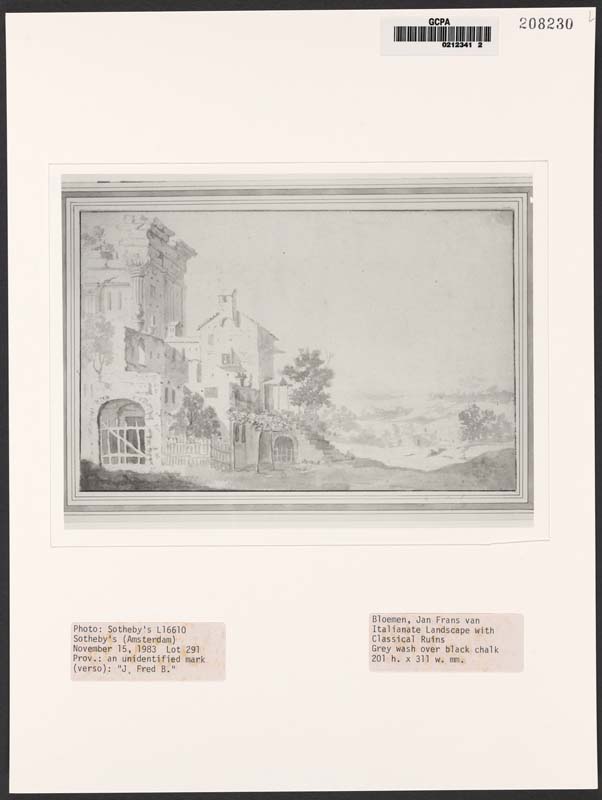 GCPA
0212341 2
208230
Photo: Sotheby's L16610
Sotheby's (Amsterdam)
November 15, 1983 Lot 291
Prov.: an unidentified mark
(verso): "J. Fred B."
Bloemen, Jan Frans van
Italianate Landscape with
Classical Ruins
Grey wash over black chalk
201 h. x 311 w. mm.